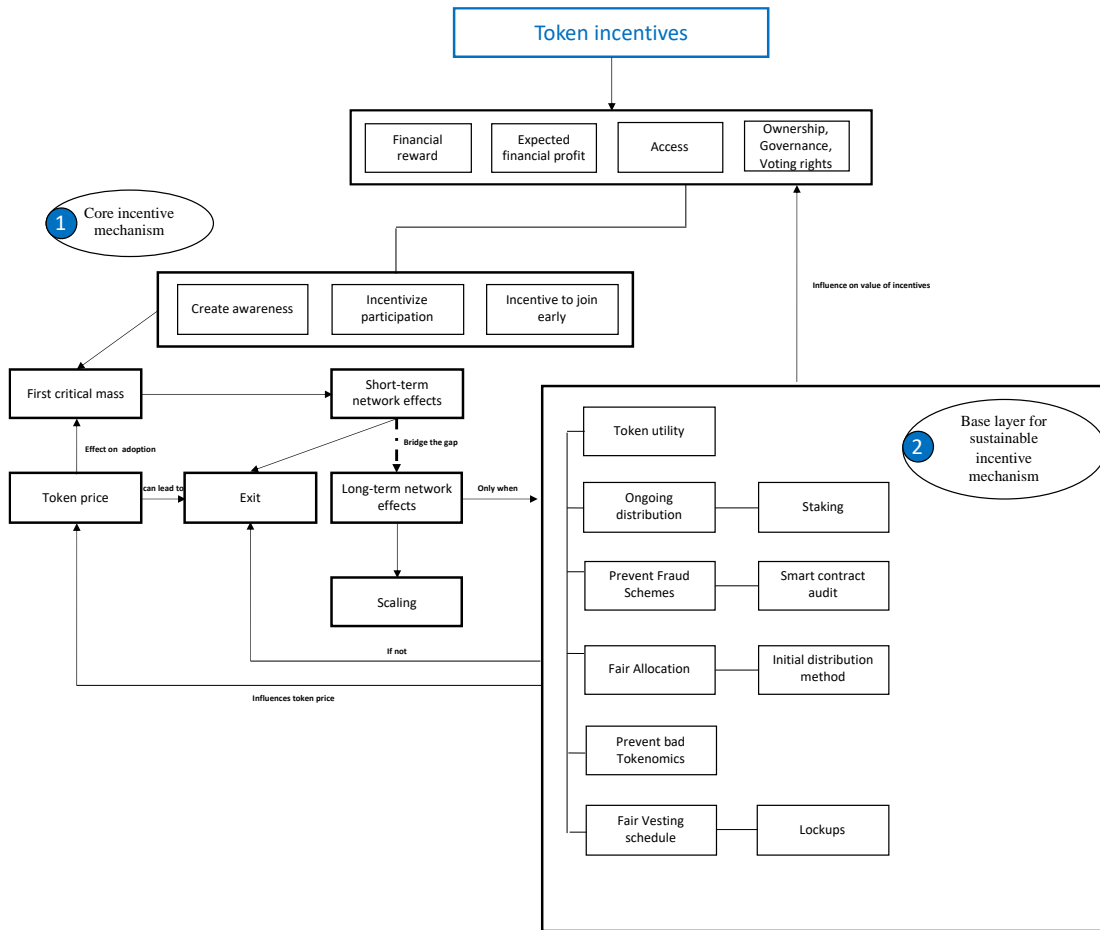 Token incentives
Financial
reward
Expected
financial profit
Access
Ownership,
Governance,
Voting rights
1
Core incentive
mechanism
Influence on value of incentives
Create awareness
Incentivize
participation
Incentive to join
early
First critical mass
Short-term
network effects
Effect on adoption
Bridge the gap
Token price
can lead to
Exit
Long-term network
effects
Only when
Scaling
If not
Influences token price
2
Base layer for
sustainable
incentive
mechanism
Token utility
Ongoing
distribution
Staking
Prevent Fraud
Schemes
Smart contract
audit
Fair Allocation
Initial distribution
method
Prevent bad
Tokenomics
Fair Vesting
schedule
Lockups